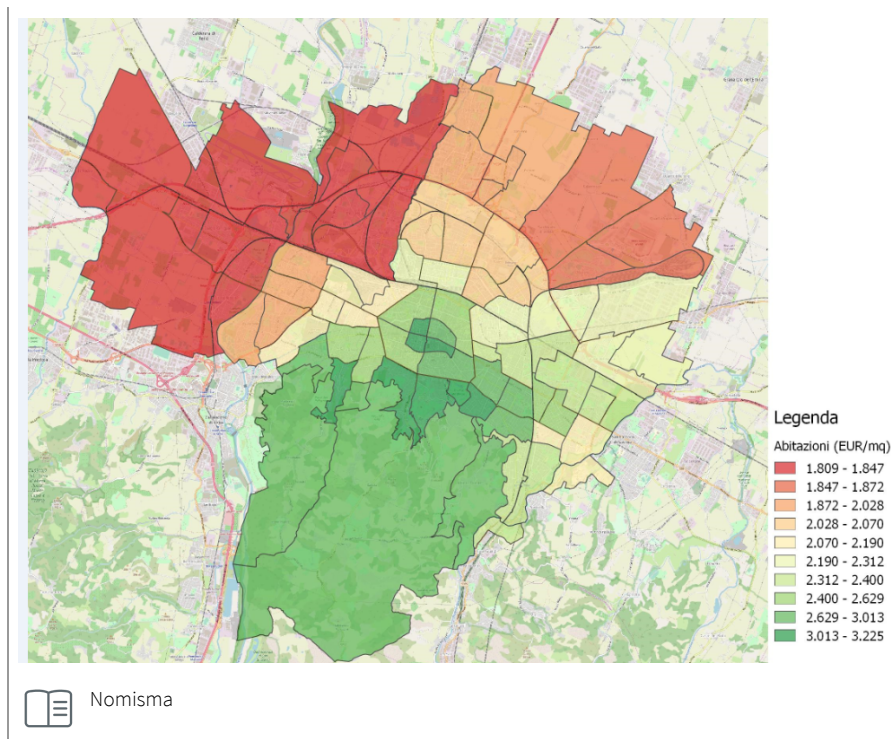 Legenda
Abitazioni (EUR/mq)
1.809 - 1.847
1.847 - 1.872
1.872 - 2.028
2.028 - 2.070
2.070 - 2.190
2.190 - 2.312
2.312 - 2.400
2.400 - 2.629
2.629 - 3.013
3.013 - 3.225
Nomisma